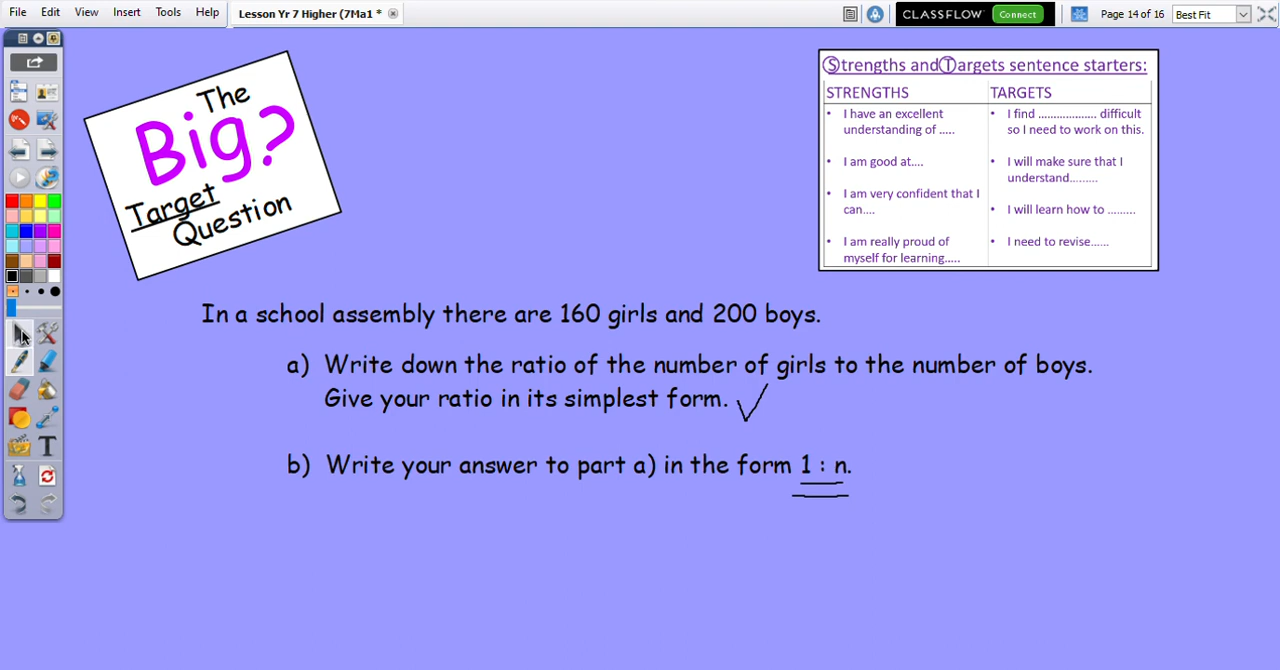 File Edit View Insert Tools Help Lesson Yr 7 Higher (7Ma1 * CLASSFLOW Connect Page 14 of 16 Best Fit
The
Big?
Target
Question
Strengths and Targets sentence starters:
STRENGTHS
• I have an excellent
understanding of .....
• I am good at....
• I am very confident that I
can....
• I am really proud of
myself for learning.....
TARGETS
• I find .................. difficult
so I need to work on this.
• I will make sure that I
understand.........
• I will learn how to .........
• I need to revise......
In a school assembly there are 160 girls and 200 boys.
a) Write down the ratio of the number of girls to the number of boys.
Give your ratio in its simplest form.
b) Write your answer to part a) in the form 1 : n.
T